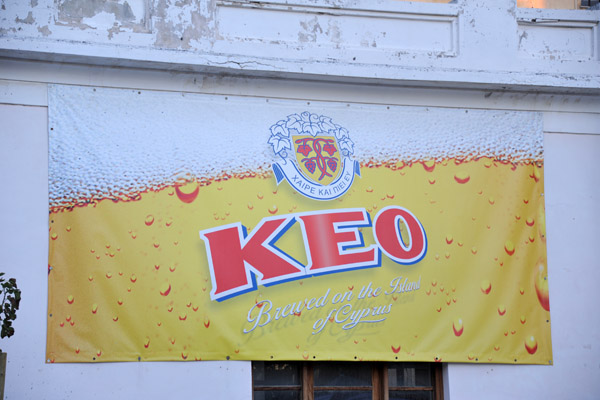 ΧΑΙΡΕ ΚΑΙ ΠΙΕΙ ΕΥ
KEO
Brewed on the Island
of Cyprus